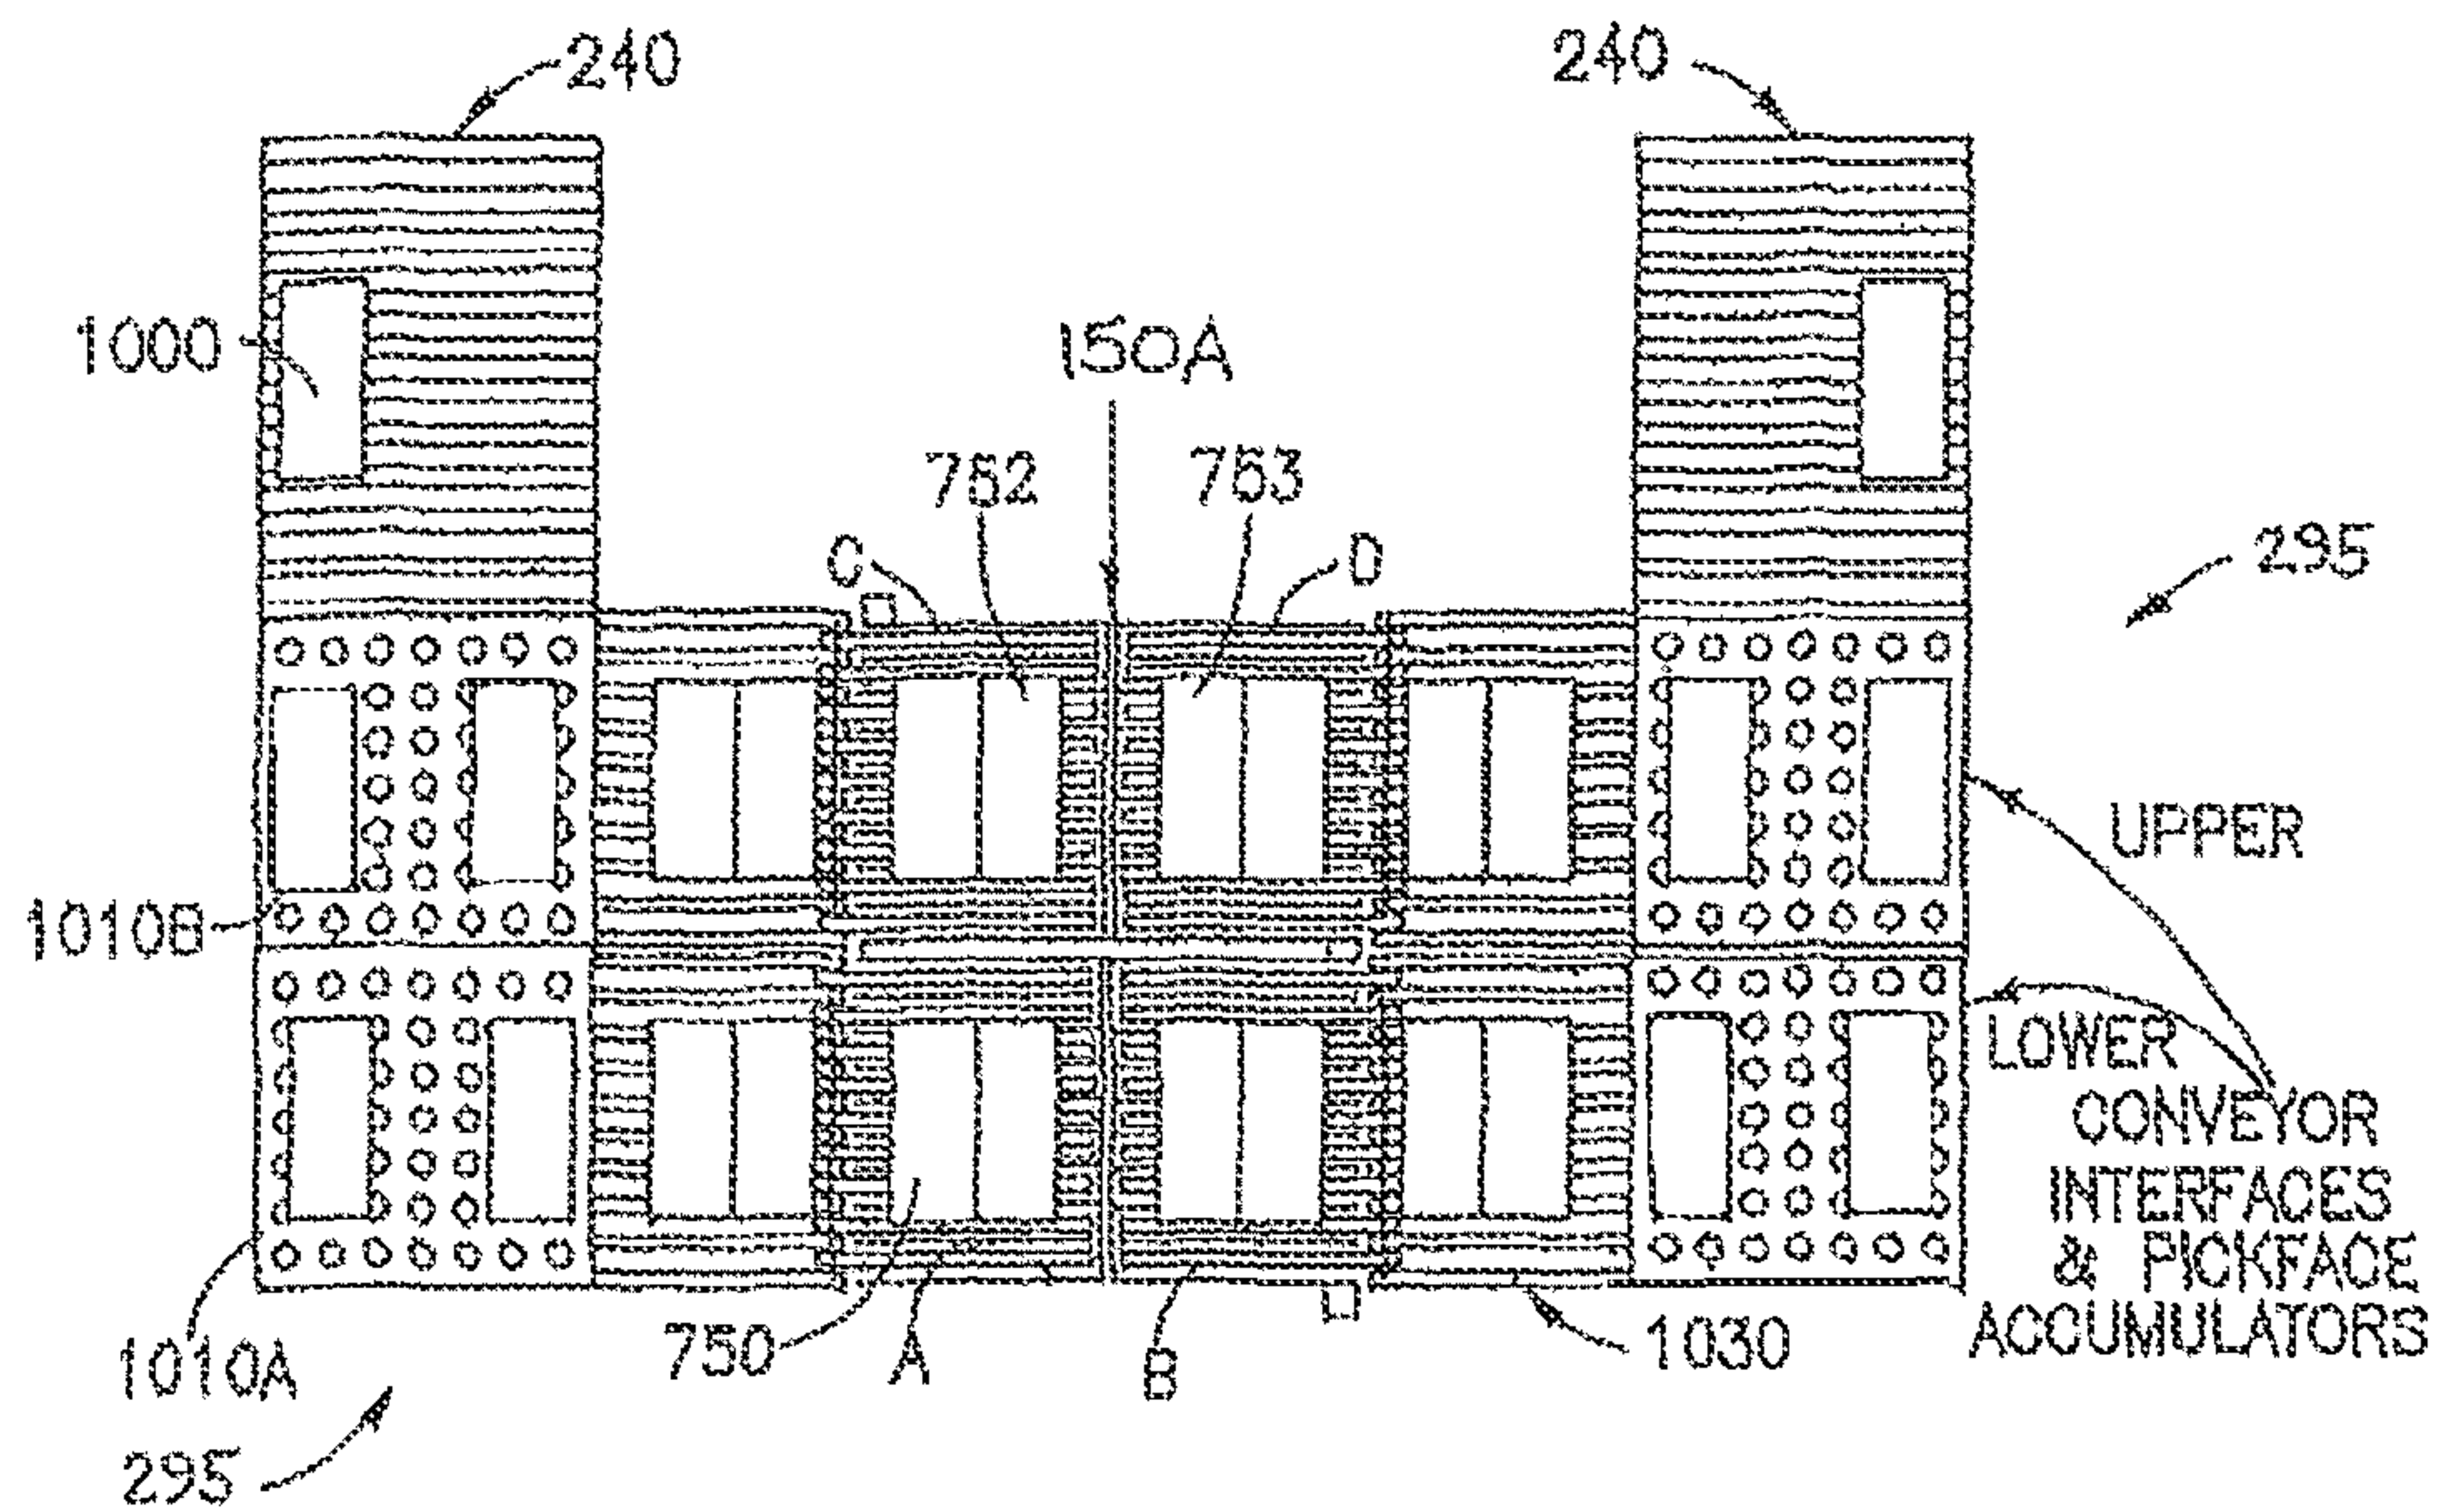 240
240
1000
150A
752
753
C
D
295
UPPER
1010B
LOWER
CONVEYOR
INTERFACES
& PICKFACE
ACCUMULATORS
750
A
B
1030
1010A
295